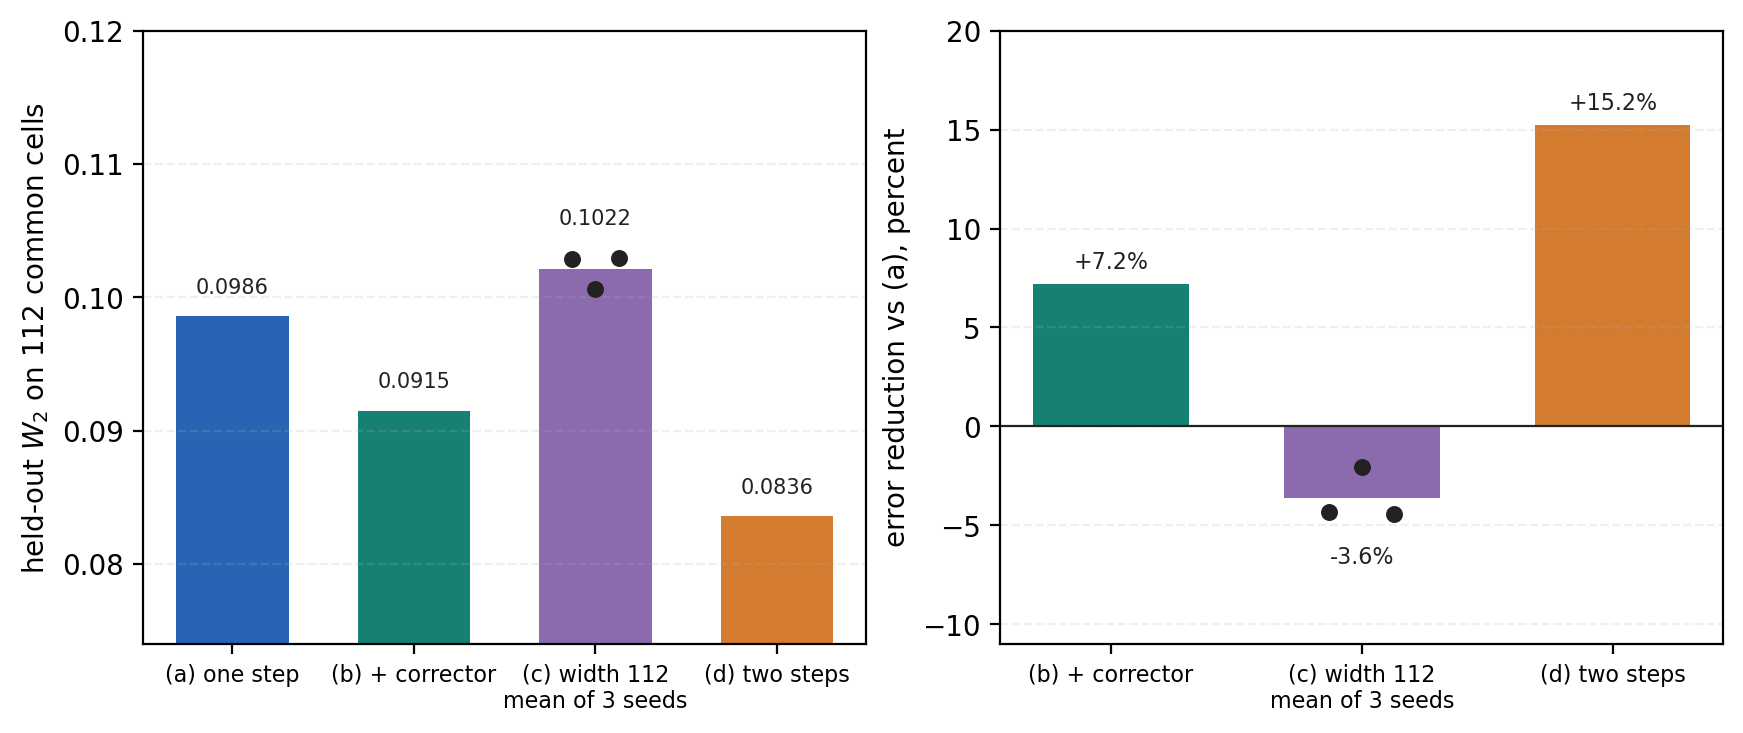 held-out W₂ on 112 common cells
0.12
0.11
0.10
0.09
0.08
0.0986
0.0915
0.1022
0.0836
(a) one step
(b) + corrector
(c) width 112
mean of 3 seeds
(d) two steps
error reduction vs (a), percent
20
15
10
5
0
−5
−10
+7.2%
-3.6%
+15.2%
(b) + corrector
(c) width 112
mean of 3 seeds
(d) two steps